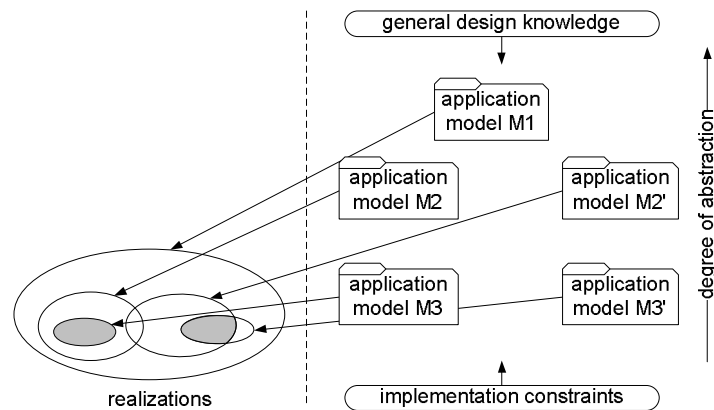 general design knowledge
application
model M1
application
model M2
application
model M2'
application
model M3
application
model M3'
degree of abstraction
realizations
implementation constraints